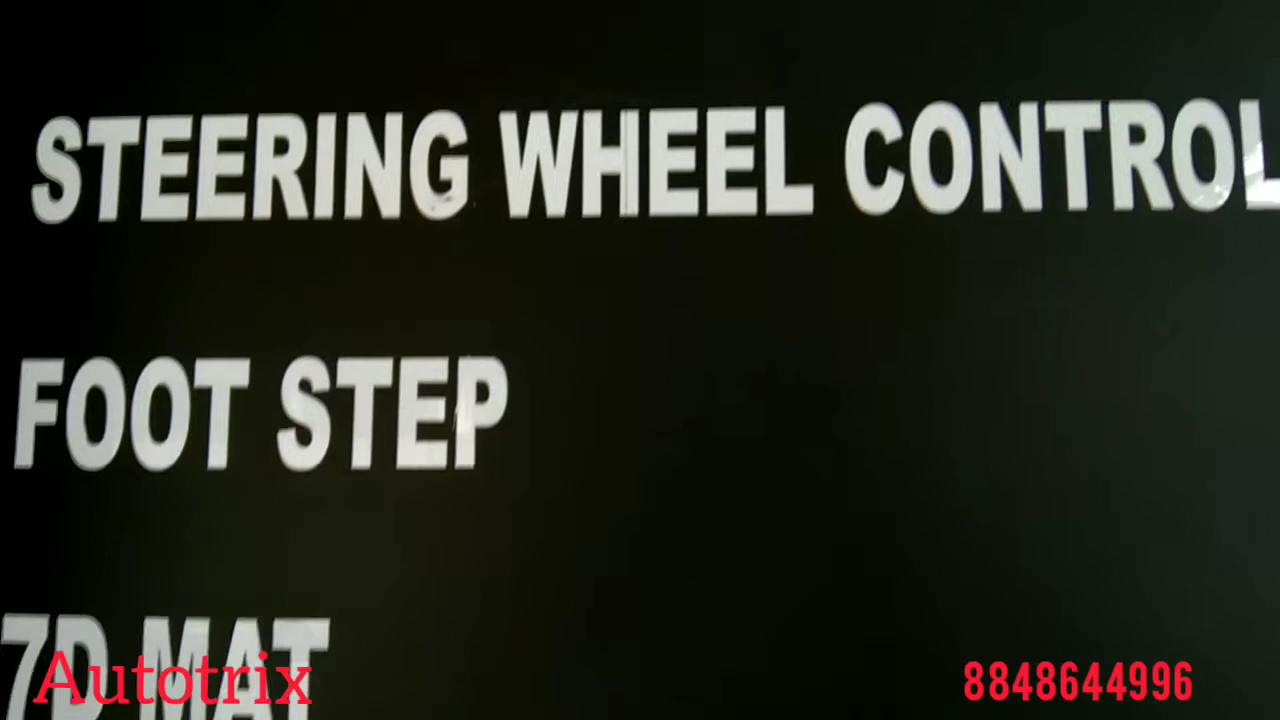 STEERING WHEEL CONTROL
FOOT STEP
7D MAT
Autotrix
8848644996